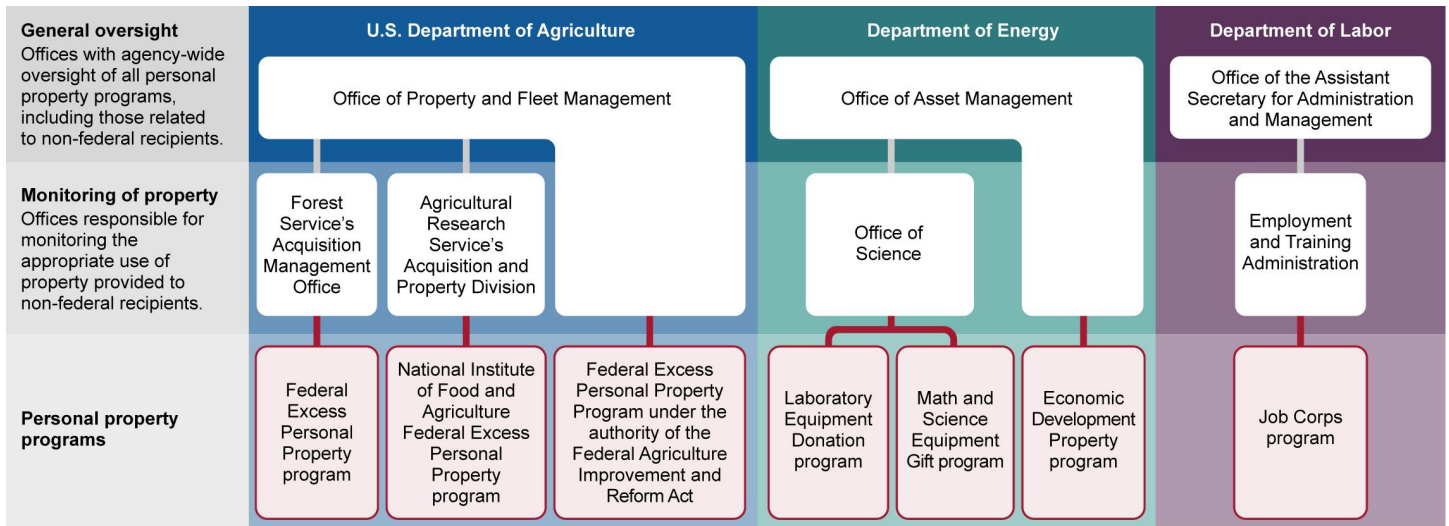 General oversight
Offices with agency-wide
oversight of all personal
property programs,
including those related
to non-federal recipients.
U.S. Department of Agriculture
Department of Energy
Department of Labor
Office of Property and Fleet Management
Office of Asset Management
Office of the Assistant
Secretary for Administration
and Management
Monitoring of property
Offices responsible for
monitoring the
appropriate use of
property provided to
non-federal recipients.
Forest
Service's
Acquisition
Management
Office
Agricultural
Research
Service's
Acquisition and
Property Division
Office of
Science
Employment
and Training
Administration
Personal property
programs
Federal
Excess
Personal
Property
program
National Institute
of Food and
Agriculture
Federal Excess
Personal
Property
program
Federal Excess
Personal Property
Program under the
authority of the
Federal Agriculture
Improvement and
Reform Act
Laboratory
Equipment
Donation
program
Math and
Science
Equipment
Gift program
Economic
Development
Property
program
Job Corps
program